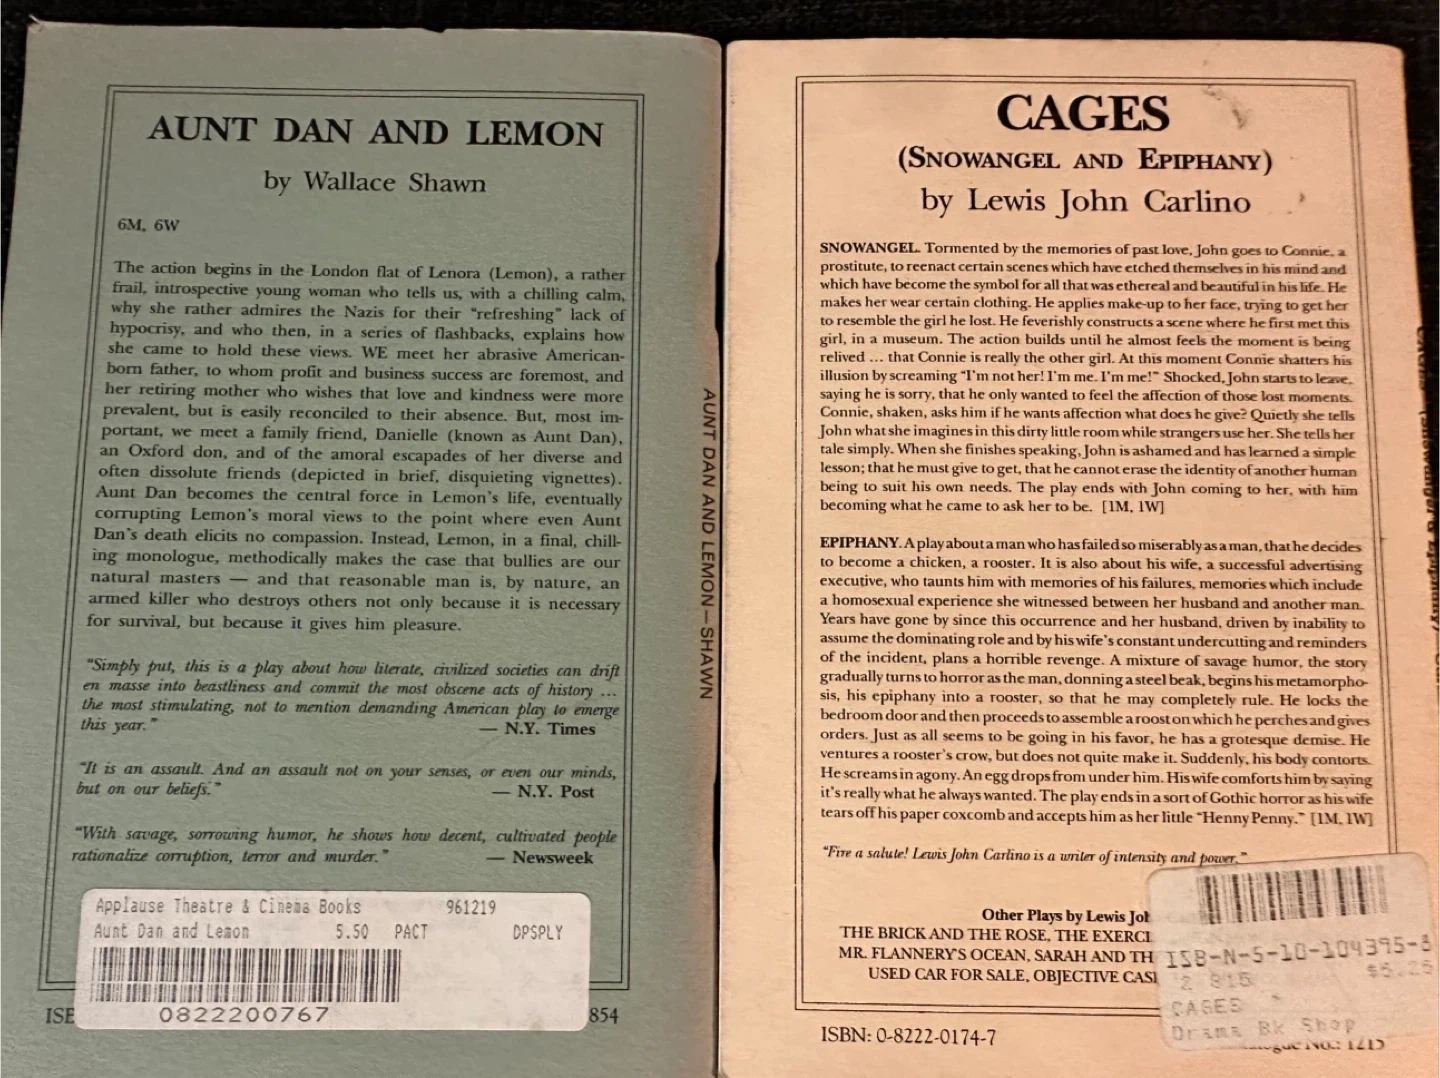 AUNT DAN AND LEMON
by Wallace Shawn
6M, 6W
The action begins in the London flat of Lenora (Lemon), a rather
frail, introspective young woman who tells us, with a chilling calm,
why she rather admires the Nazis for their “refreshing” lack of
hypocrisy, and who then, in a series of flashbacks, explains how
she came to hold these views. WE meet her abrasive American-
born father, to whom profit and business success are foremost, and
her retiring mother who wishes that love and kindness were more
prevalent, but is easily reconciled to their absence. But, most im-
portant, we meet a family friend, Danielle (known as Aunt Dan),
an Oxford don, and of the amoral escapades of her diverse and
often dissolute friends (depicted in brief, disquieting vignettes).
Aunt Dan becomes the central force in Lemon's life, eventually
corrupting Lemon's moral views to the point where even Aunt
Dan's death elicits no compassion. Instead, Lemon, in a final, chill-
ing monologue, methodically makes the case that bullies are our
natural masters — and that reasonable man is, by nature, an
armed killer who destroys others not only because it is necessary
for survival, but because it gives him pleasure.
“Simply put, this is a play about how literate, civilized societies can drift
en masse into beastliness and commit the most obscene acts of history ...
the most stimulating, not to mention demanding American play to emerge
this year.”
— N.Y. Times
“It is an assault. And an assault not on your senses, or even our minds,
but on our beliefs.”
— N.Y. Post
“With savage, sorrowing humor, he shows how decent, cultivated people
rationalize corruption, terror and murder.”
— Newsweek
Applause Theatre & Cinema Books 961219
Aunt Dan and Lemon 5.50 PACT DPSPLY
0822200767
ISB
854
AUNT DAN AND LEMON—SHAWN
CAGES
(SNOWANGEL AND EPIPHANY)
by Lewis John Carlino
SNOWANGEL. Tormented by the memories of past love, John goes to Connie, a
prostitute, to reenact certain scenes which have etched themselves in his mind and
which have become the symbol for all that was ethereal and beautiful in his life. He
makes her wear certain clothing. He applies make-up to her face, trying to get her
to resemble the girl he lost. He feverishly constructs a scene where he first met this
girl, in a museum. The action builds until he almost feels the moment is being
relived ... that Connie is really the other girl. At this moment Connie shatters his
illusion by screaming “I'm not her! I'm me. I'm me!” Shocked, John starts to leave,
saying he is sorry, that he only wanted to feel the affection of those lost moments.
Connie, shaken, asks him if he wants affection what does he give? Quietly she tells
John what she imagines in this dirty little room while strangers use her. She tells her
tale simply. When she finishes speaking, John is ashamed and has learned a simple
lesson; that he must give to get, that he cannot erase the identity of another human
being to suit his own needs. The play ends with John coming to her, with him
becoming what he came to ask her to be. [1M, 1W]
EPIPHANY. A play about a man who has failed so miserably as a man, that he decides
to become a chicken, a rooster. It is also about his wife, a successful advertising
executive, who taunts him with memories of his failures, memories which include
a homosexual experience she witnessed between her husband and another man.
Years have gone by since this occurrence and her husband, driven by inability to
assume the dominating role and by his wife's constant undercutting and reminders
of the incident, plans a horrible revenge. A mixture of savage humor, the story
gradually turns to horror as the man, donning a steel beak, begins his metamorpho-
sis, his epiphany into a rooster, so that he may completely rule. He locks the
bedroom door and then proceeds to assemble a roost on which he perches and gives
orders. Just as all seems to be going in his favor, he has a grotesque demise. He
ventures a rooster's crow, but does not quite make it. Suddenly, his body contorts.
He screams in agony. An egg drops from under him. His wife comforts him by saying
it's really what he always wanted. The play ends in a sort of Gothic horror as his wife
tears off his paper coxcomb and accepts him as her little “Henny Penny.” [1M, 1W]
“Fire a salute! Lewis John Carlino is a writer of intensity and power.”
Other Plays by Lewis Joh
THE BRICK AND THE ROSE, THE EXERCI
MR. FLANNERY'S OCEAN, SARAH AND TH
USED CAR FOR SALE, OBJECTIVE CAS
ISB-N-5-10-104395-8
2 815 $5.25
CAGES
Drama Bk Shop
ISBN: 0-8222-0174-7
No.: 1215